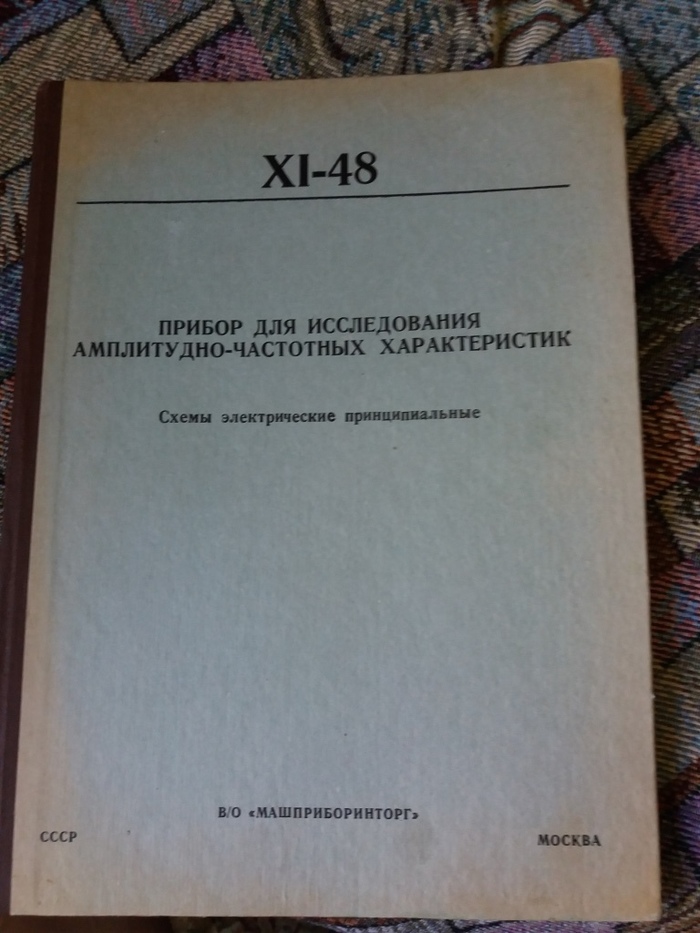 XI-48
ПРИБОР ДЛЯ ИССЛЕДОВАНИЯ
АМПЛИТУДНО-ЧАСТОТНЫХ ХАРАКТЕРИСТИК
Схемы электрические принципиальные
В/О «МАШПРИБОРИНТОРГ»
СССР МОСКВА